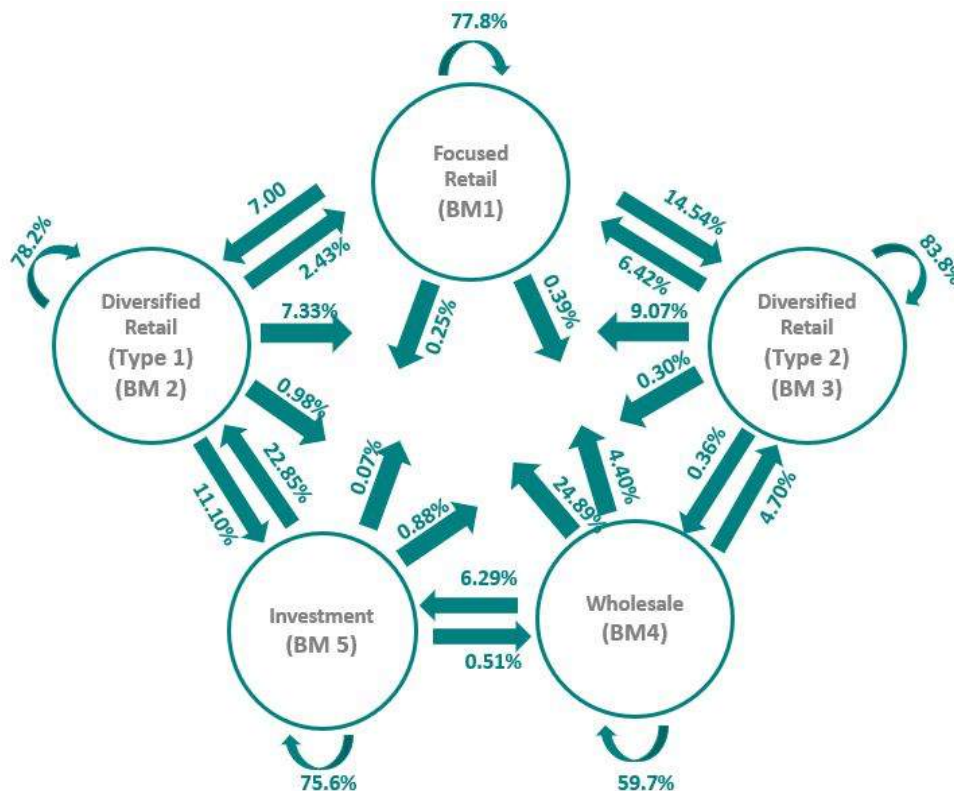 77.8%
Focused
Retail
(BM1)
7.00
2.43%
14.54%
6.42%
78.2%
83.8%
Diversified
Retail
(Type 1)
(BM 2)
7.33%
0.25%
0.39%
9.07%
Diversified
Retail
(Type 2)
(BM 3)
0.98%
0.30%
11.10%
22.85%
0.07%
0.88%
24.89%
4.40%
0.36%
4.70%
Investment
(BM 5)
6.29%
0.51%
Wholesale
(BM4)
75.6%
59.7%